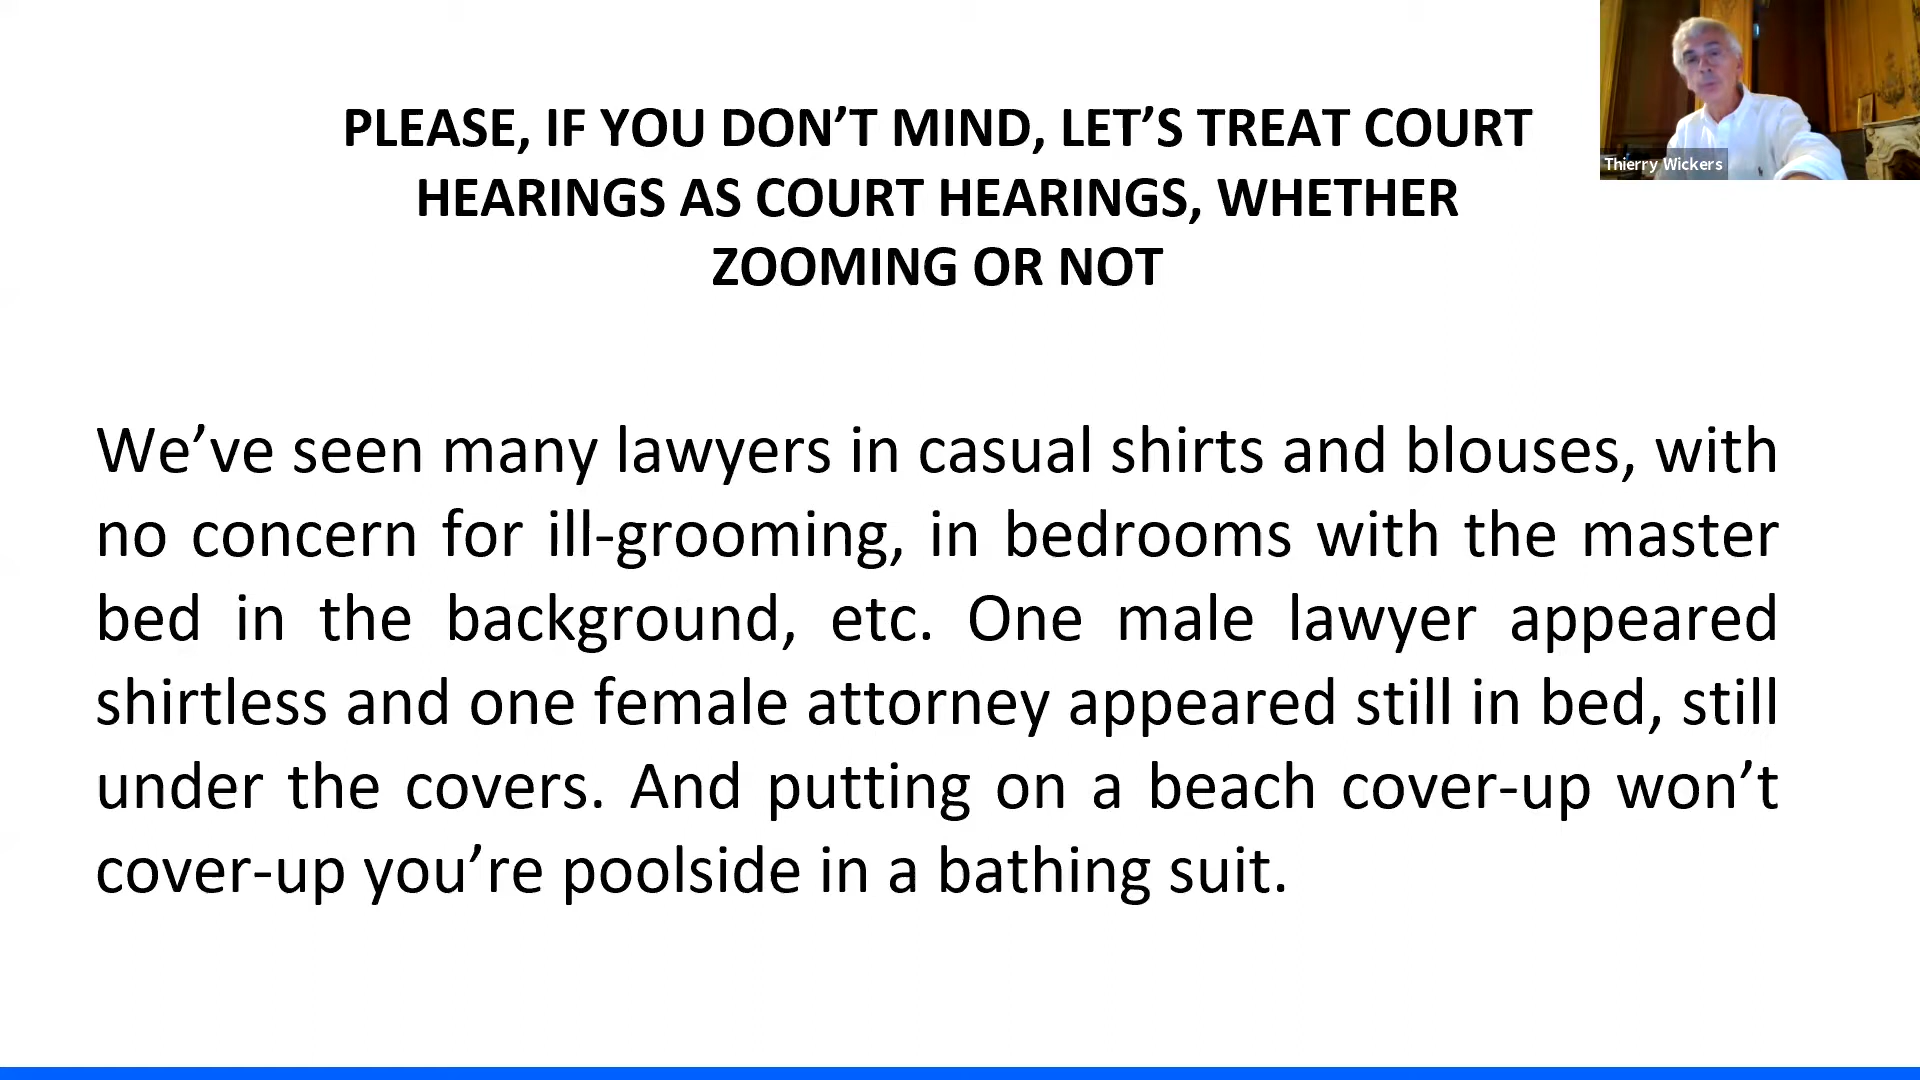 PLEASE, IF YOU DON’T MIND, LET’S TREAT COURT
HEARINGS AS COURT HEARINGS, WHETHER
ZOOMING OR NOT
Thierry Wickers
We’ve seen many lawyers in casual shirts and blouses, with
no concern for ill-grooming, in bedrooms with the master
bed in the background, etc. One male lawyer appeared
shirtless and one female attorney appeared still in bed, still
under the covers. And putting on a beach cover-up won’t
cover-up you’re poolside in a bathing suit.